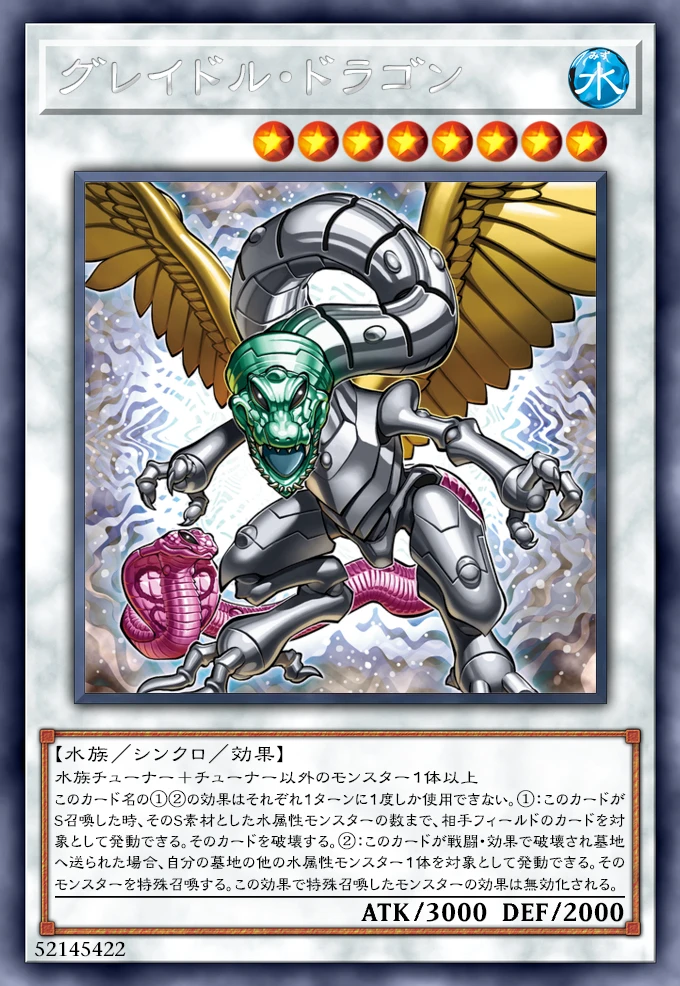 グレイドル・ドラゴン
みず
水
【水族／シンクロ／効果】
水族チューナー＋チューナー以外のモンスター１体以上
このカード名の①②の効果はそれぞれ１ターンに１度しか使用できない。①：このカードが
Ｓ召喚した時、そのＳ素材とした水属性モンスターの数まで、相手フィールドのカードを対
象として発動できる。そのカードを破壊する。②：このカードが戦闘・効果で破壊され墓地
へ送られた場合、自分の墓地の他の水属性モンスター１体を対象として発動できる。その
モンスターを特殊召喚する。この効果で特殊召喚したモンスターの効果は無効化される。
ATK/3000 DEF/2000
52145422